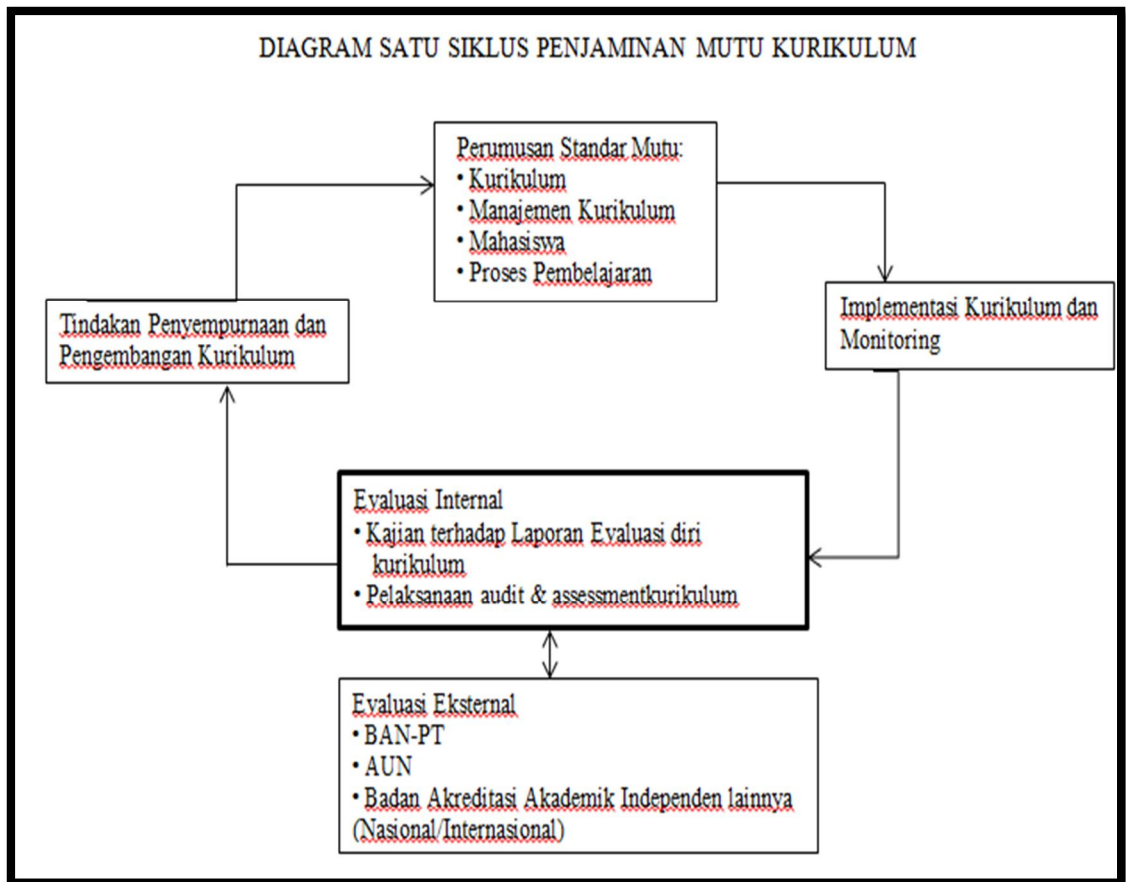 DIAGRAM SATU SIKLUS PENJAMINAN MUTU KURIKULUM
Perumusan Standar Mutu:
• Kurikulum
• Manajemen Kurikulum
• Mahasiswa
• Proses Pembelajaran
Implementasi Kurikulum dan
Monitoring
Tindakan Penyempurnaan dan
Pengembangan Kurikulum
Evaluasi Internal
• Kajian terhadap Laporan Evaluasi diri
kurikulum
• Pelaksanaan audit & assessmentkurikulum
Evaluasi Eksternal
• BAN-PT
• AUN
• Badan Akreditasi Akademik Independen lainnya
(Nasional/Internasional)